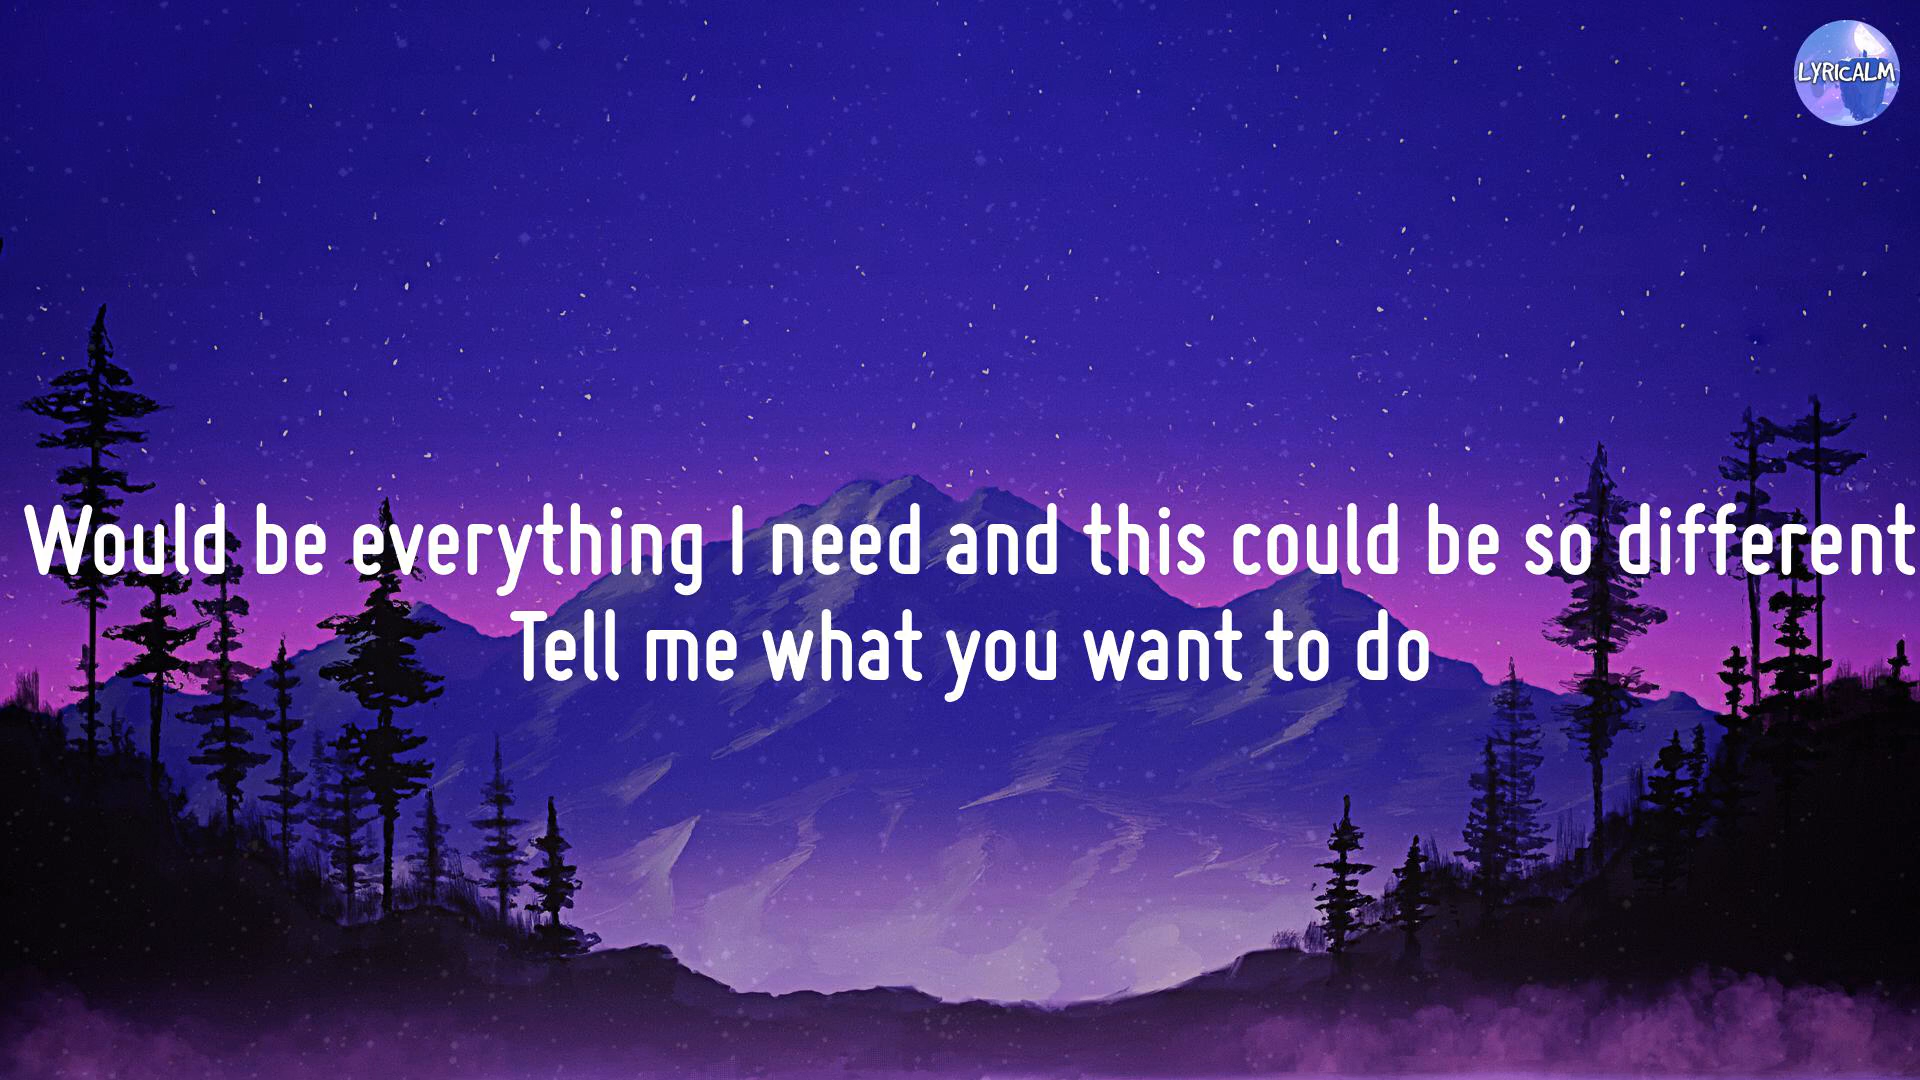 LYRICALM
Would be everything I need and this could be so different
Tell me what you want to do